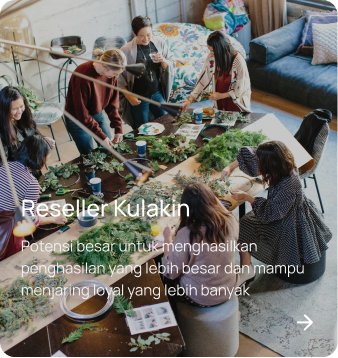 Reseller Kulakin
Potensi besar untuk menghasilkan
penghasilan yang lebih besar dan mampu
menjaring loyal yang lebih banyak